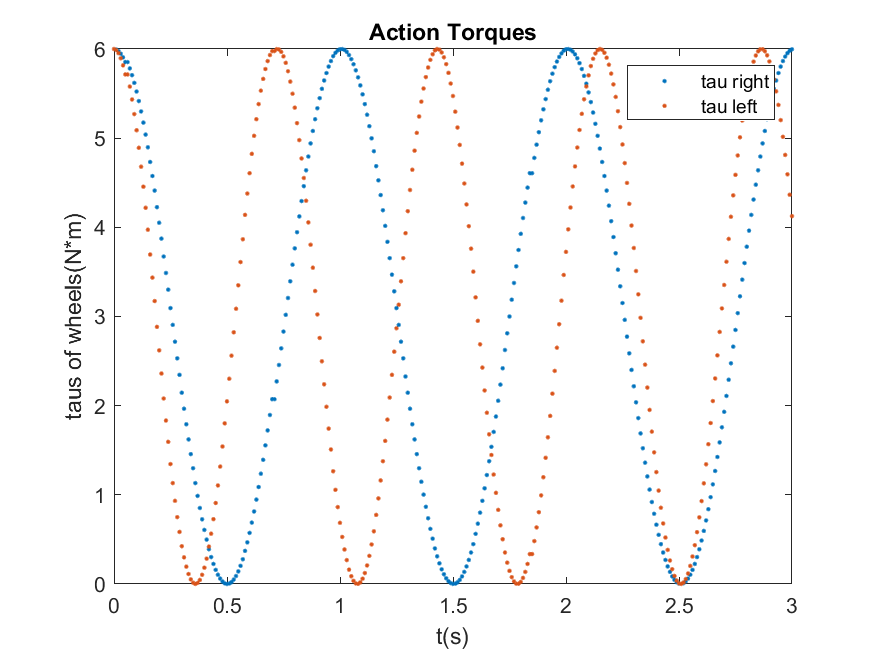 Action Torques
6
5
4
3
2
1
0
taus of wheels(N*m)
tau right
tau left
0
0.5
1
1.5
2
2.5
3
t(s)